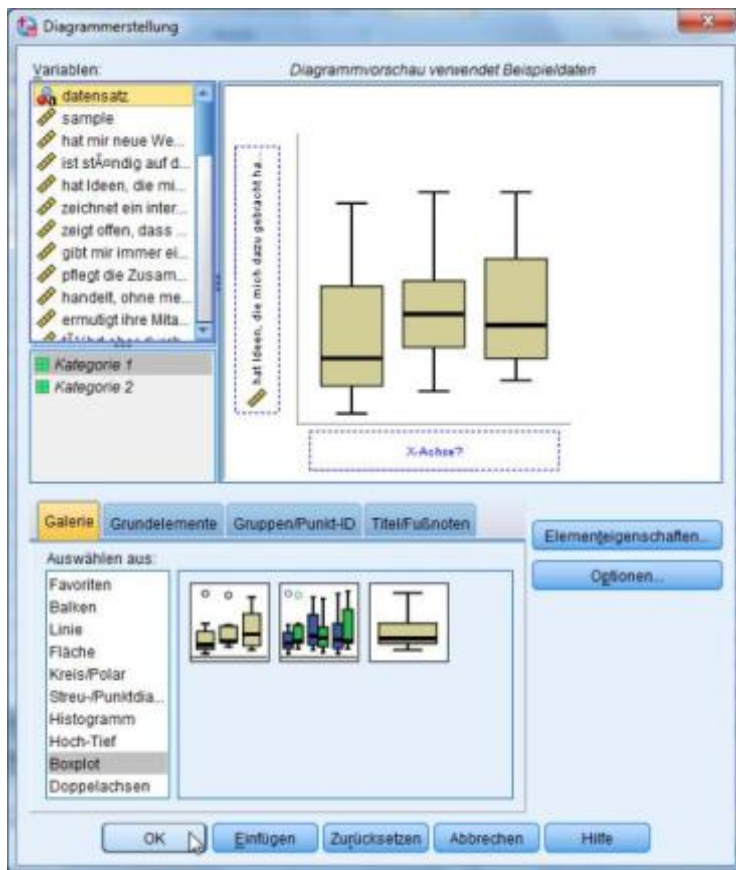 Diagrammerstellung
Variablen:
Diagrammvorschau verwendet Beispieldaten
datensatz
sample
hat mir neue We...
ist stÃ¤ndig auf d...
hat Ideen, die mi...
zeichnet ein inter...
zeigt offen, dass ...
gibt mir immer ei...
pflegt die Zusam...
handelt, ohne me...
ermutigt ihre Mita...
Kategorie 1
Kategorie 2
hat Ideen, die mich dazu gebracht ha...
X-Achse?
Galerie
Grundelemente
Gruppen/Punkt-ID
Titel/Fußnoten
Elementeigenschaften...
Optionen...
Auswählen aus:
Favoriten
Balken
Linie
Fläche
Kreis/Polar
Streu-/Punktdia...
Histogramm
Hoch-Tief
Boxplot
Doppelachsen
OK
Einfügen
Zurücksetzen
Abbrechen
Hilfe